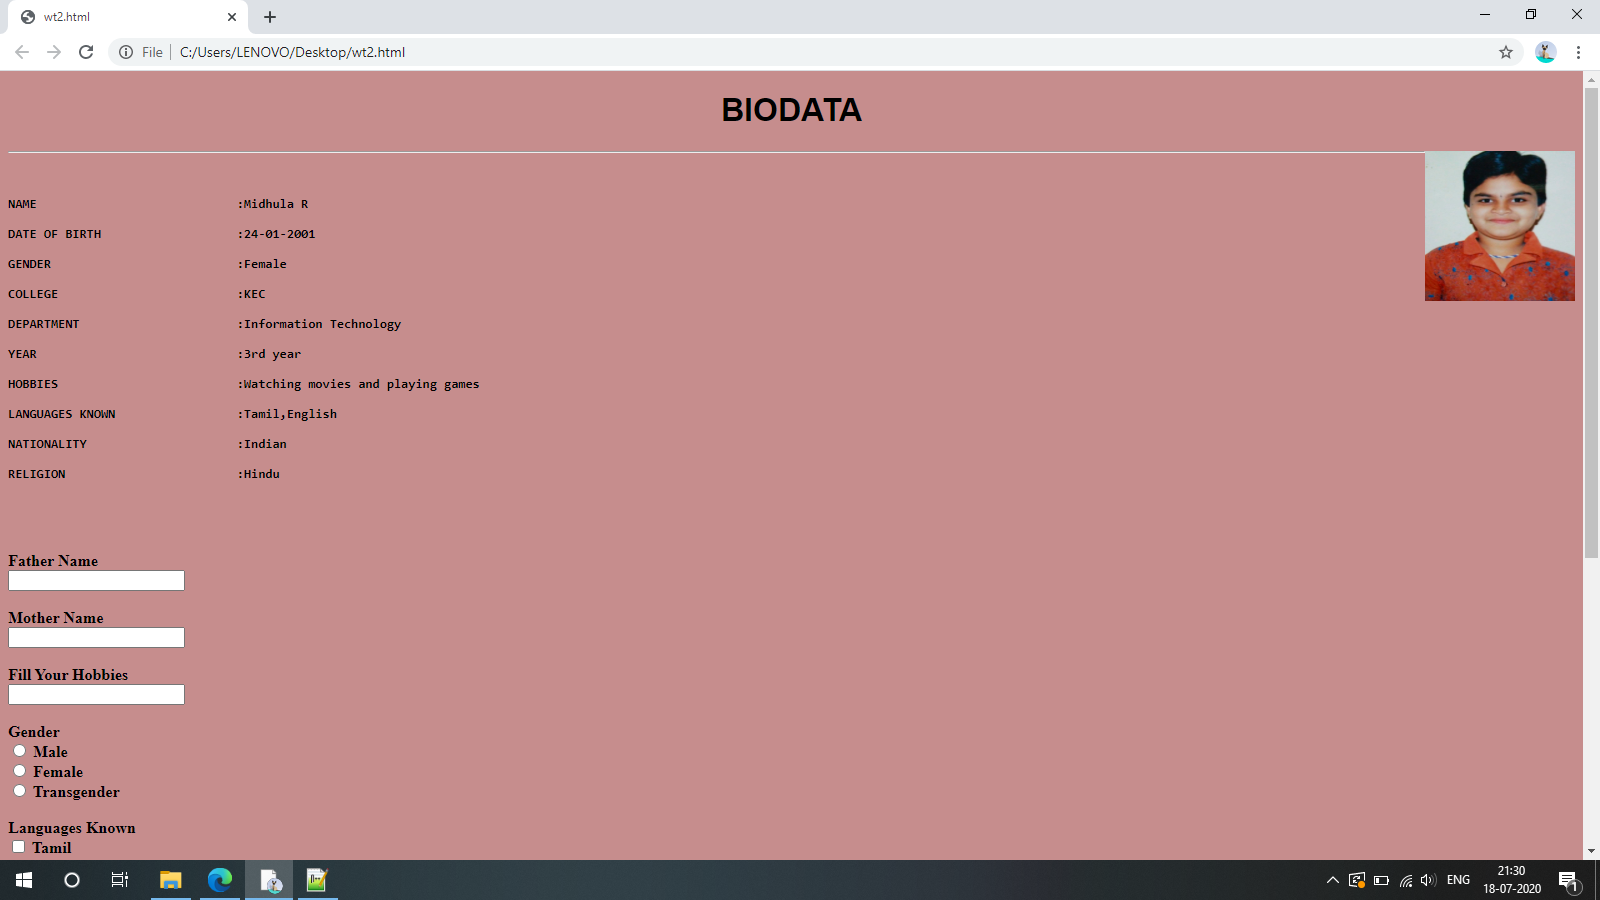 wt2.html
File C:/Users/LENOVO/Desktop/wt2.html
BIODATA
NAME :Midhula R
DATE OF BIRTH :24-01-2001
GENDER :Female
COLLEGE :KEC
DEPARTMENT :Information Technology
YEAR :3rd year
HOBBIES :Watching movies and playing games
LANGUAGES KNOWN :Tamil,English
NATIONALITY :Indian
RELIGION :Hindu
Father Name
Mother Name
Fill Your Hobbies
Gender
Male
Female
Transgender
Languages Known
Tamil
ENG
21:30
18-07-2020
1